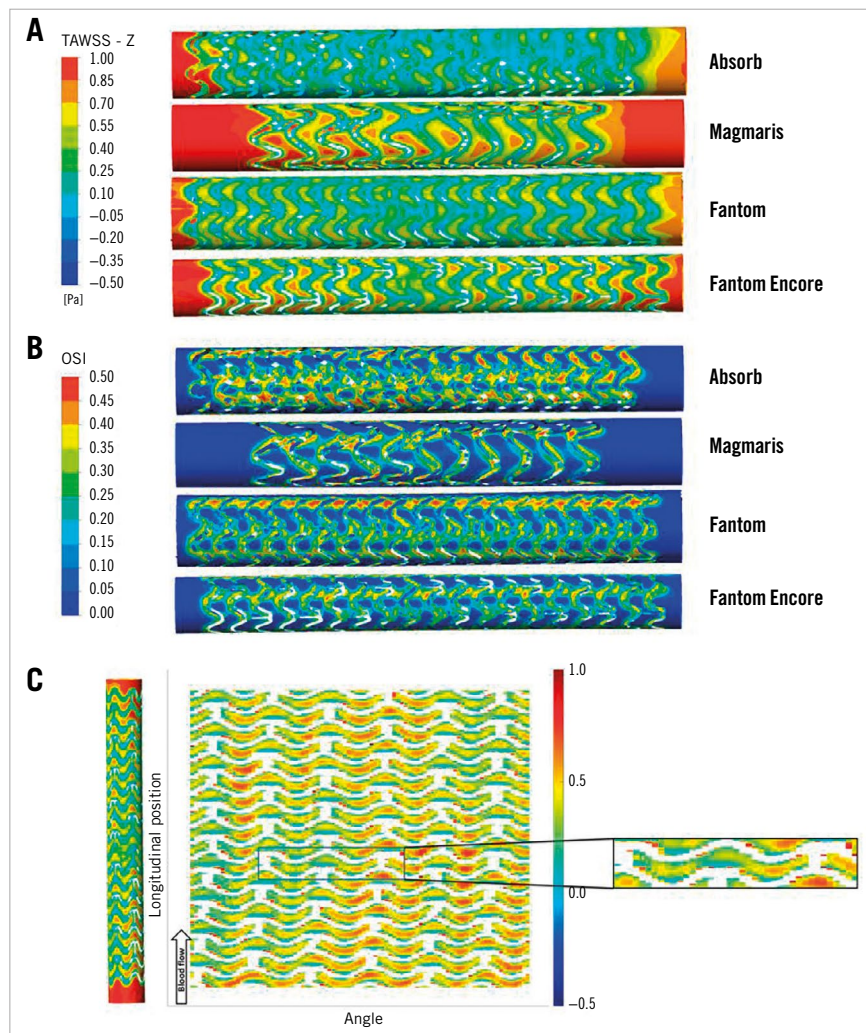 A
TAWSS - Z
1.00
0.85
0.70
0.55
0.40
0.25
0.10
−0.05
−0.20
−0.35
−0.50
[Pa]
Absorb
Magmaris
Fantom
Fantom Encore
B
OSI
0.50
0.45
0.40
0.35
0.30
0.25
0.20
0.15
0.10
0.05
0.00
Absorb
Magmaris
Fantom
Fantom Encore
C
Longitudinal position
Blood flow
Angle
1.0
0.5
0.0
−0.5